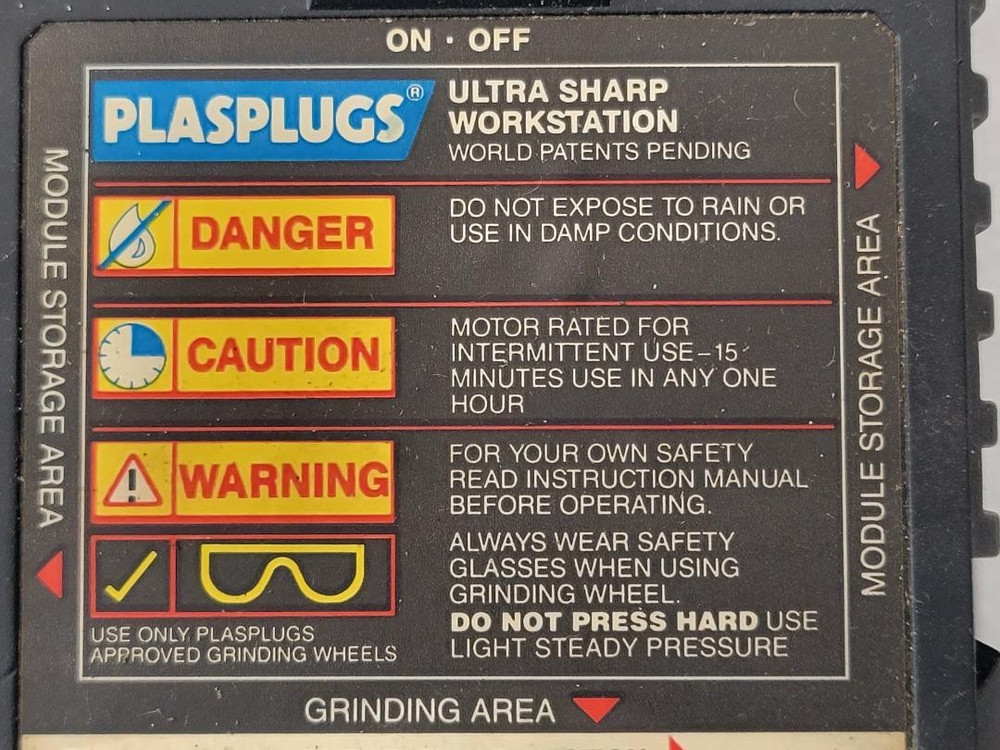 ON · OFF
PLASPLUGS®
ULTRA SHARP
WORKSTATION
WORLD PATENTS PENDING
DANGER
DO NOT EXPOSE TO RAIN OR
USE IN DAMP CONDITIONS.
CAUTION
MOTOR RATED FOR
INTERMITTENT USE–15
MINUTES USE IN ANY ONE
HOUR
WARNING
FOR YOUR OWN SAFETY
READ INSTRUCTION MANUAL
BEFORE OPERATING.
ALWAYS WEAR SAFETY
GLASSES WHEN USING
GRINDING WHEEL.
DO NOT PRESS HARD USE
LIGHT STEADY PRESSURE
USE ONLY PLASPLUGS
APPROVED GRINDING WHEELS
MODULE STORAGE AREA
MODULE STORAGE AREA
GRINDING AREA